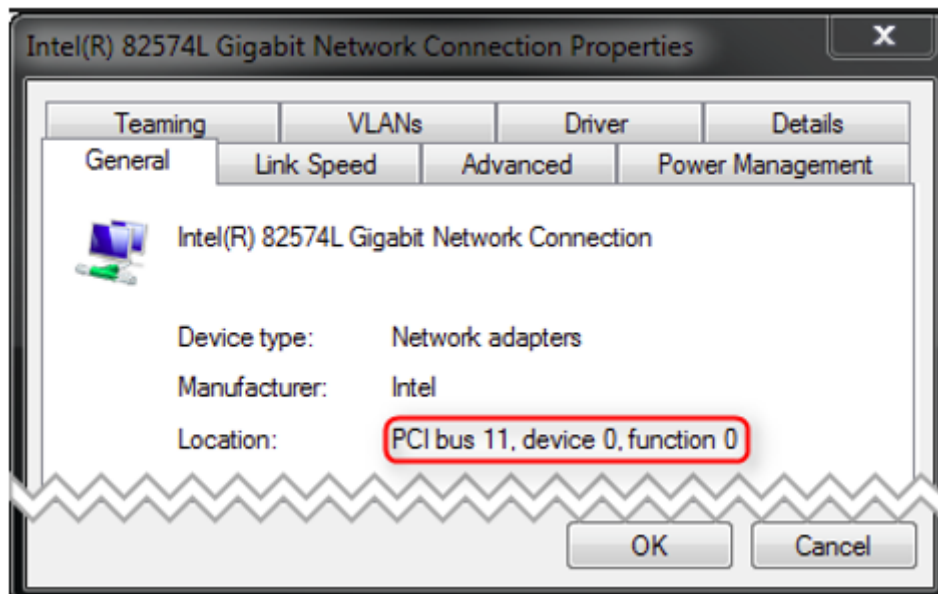 Intel(R) 82574L Gigabit Network Connection Properties
x
Teaming VLANs Driver Details
General Link Speed Advanced Power Management
Intel(R) 82574L Gigabit Network Connection
Device type: Network adapters
Manufacturer: Intel
Location: PCI bus 11, device 0, function 0
OK Cancel